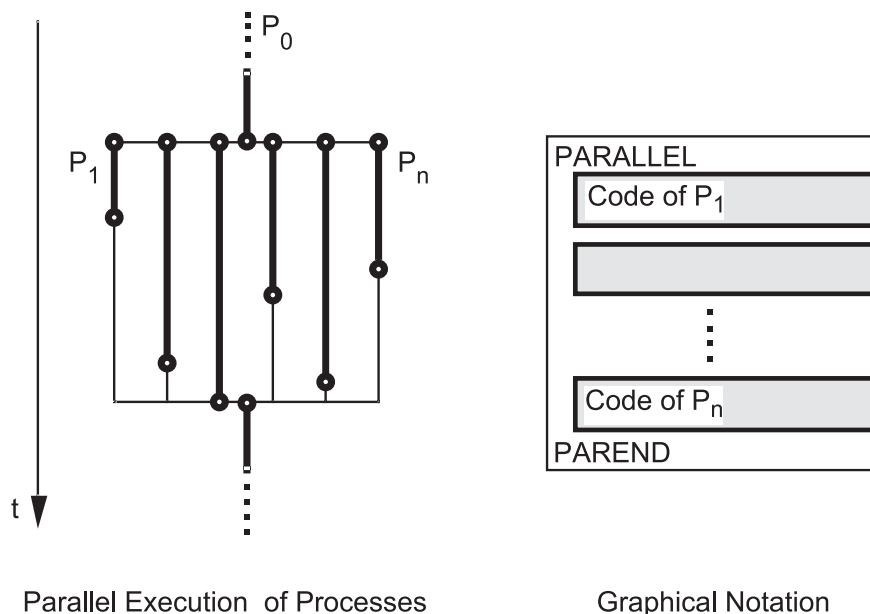 P0
P1
Pn
t
Parallel Execution of Processes
PARALLEL
Code of P1
Code of Pn
PAREND
Graphical Notation